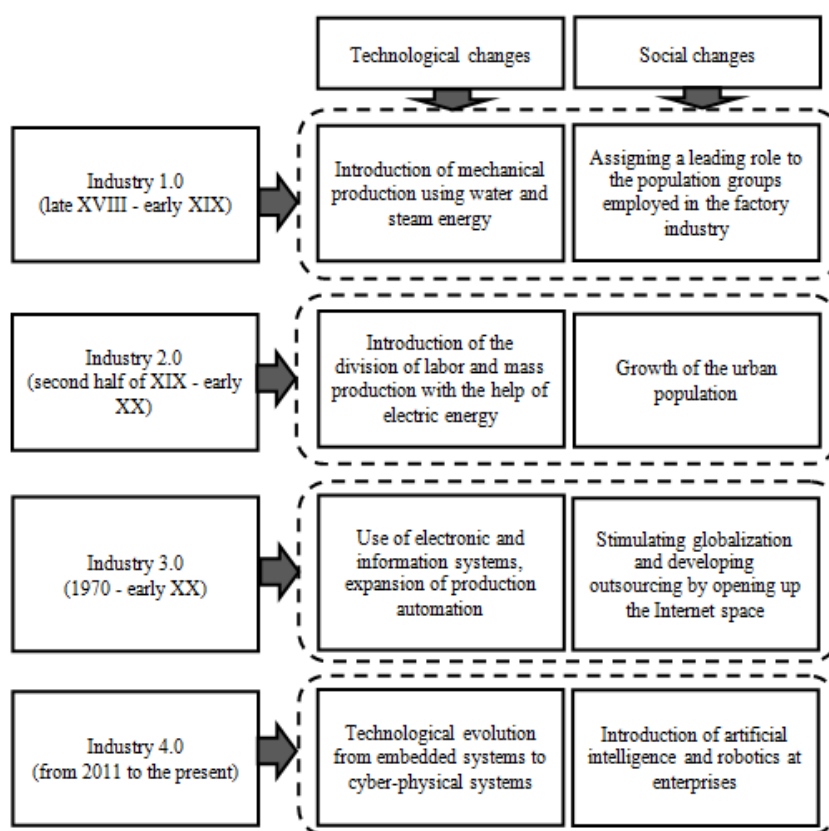 Technological changes
Social changes
Industry 1.0
(late XVIII - early XIX)
Introduction of mechanical
production using water and
steam energy
Assigning a leading role to
the population groups
employed in the factory
industry
Industry 2.0
(second half of XIX - early
XX)
Introduction of the
division of labor and mass
production with the help of
electric energy
Growth of the urban
population
Industry 3.0
(1970 - early XX)
Use of electronic and
information systems,
expansion of production
automation
Stimulating globalization
and developing
outsourcing by opening up
the Internet space
Industry 4.0
(from 2011 to the present)
Technological evolution
from embedded systems to
cyber-physical systems
Introduction of artificial
intelligence and robotics at
enterprises